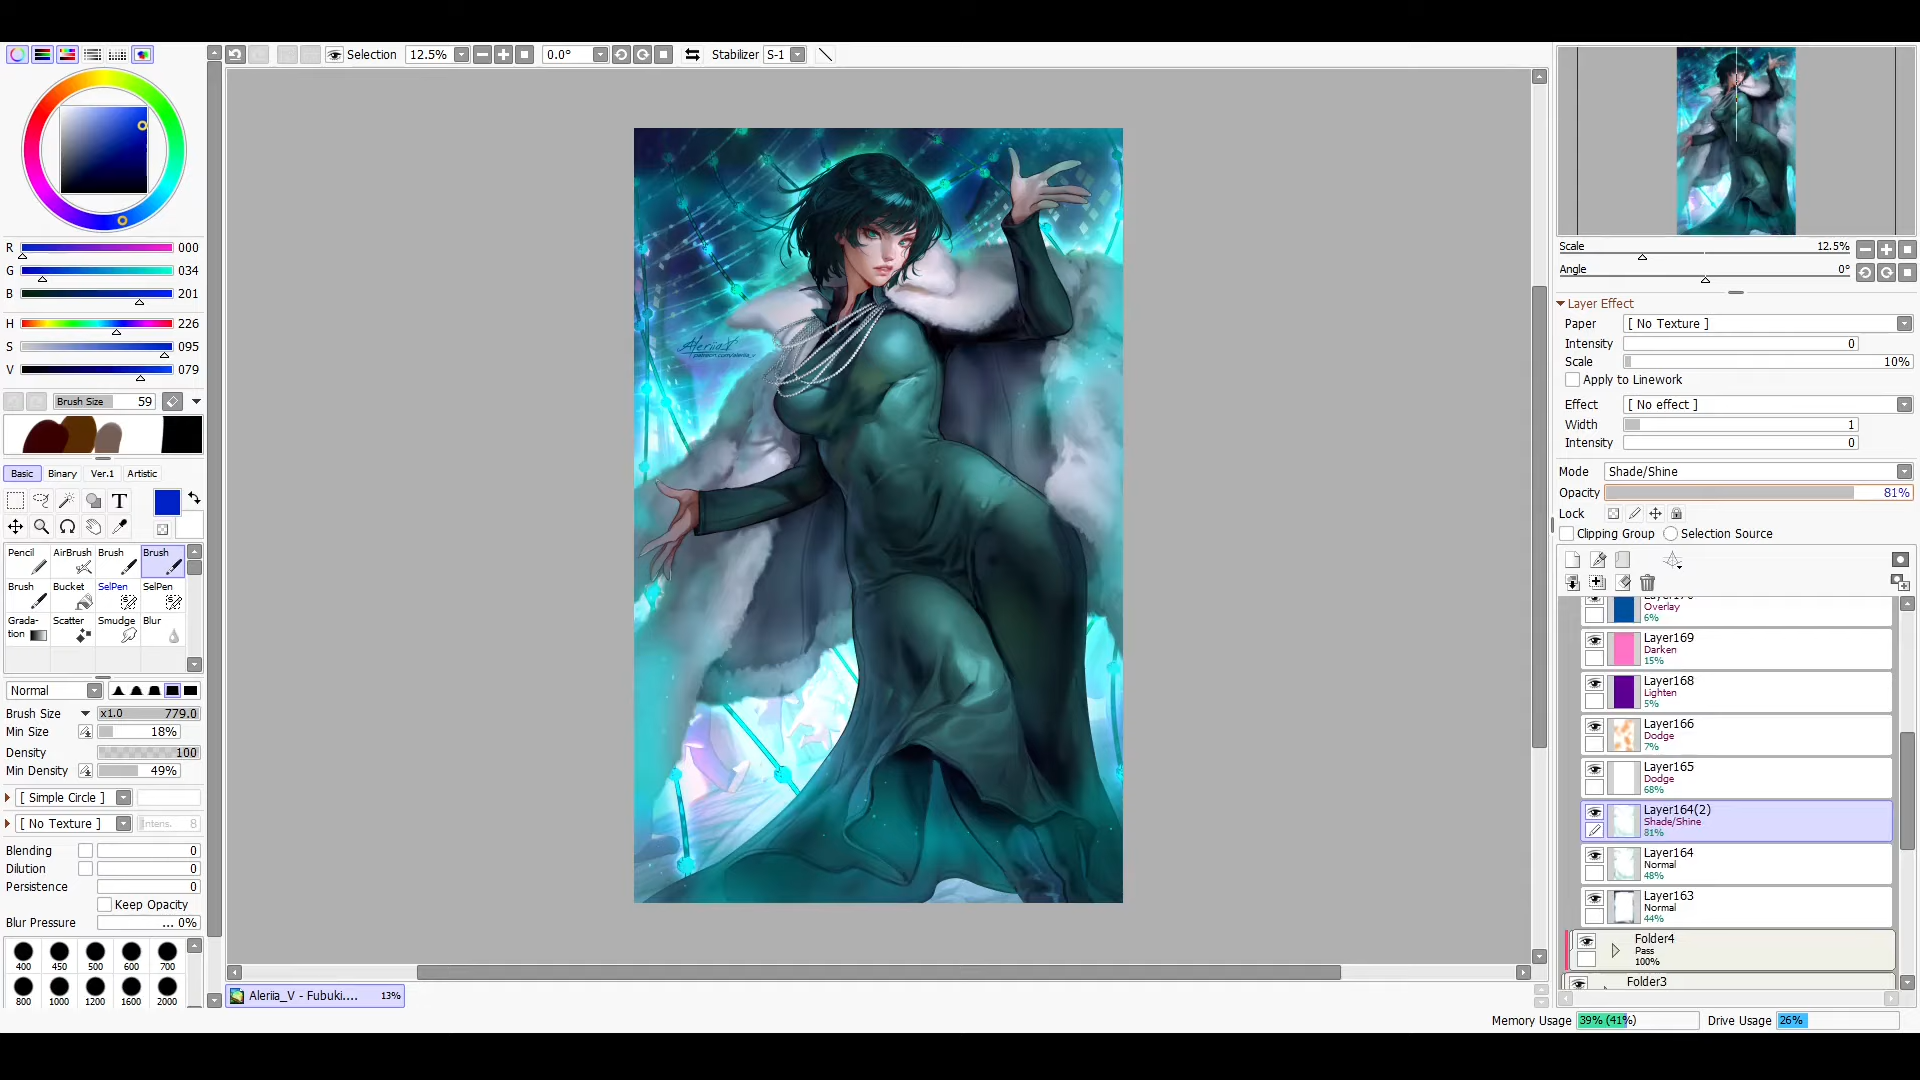 Selection 12.5% 0.0° Stabilizer S-1
R 000
G 034
B 201
H 226
S 095
V 079
Brush Size 59
Basic Binary Ver.1 Artistic
T
Pencil AirBrush Brush Brush
Brush Bucket SelPen SelPen
Grada-
tion Scatter Smudge Blur
Normal
Brush Size x1.0 779.0
Min Size 18%
Density 100
Min Density 49%
[ Simple Circle ]
[ No Texture ] Intens. 8
Blending 0
Dilution 0
Persistence 0
Keep Opacity
Blur Pressure ... 0%
400 450 500 600 700
800 1000 1200 1600 2000
Aleriia_V
patreon.com/aleriia_v
Aleriia_V - Fubuki.... 13%
Scale 12.5%
Angle 0°
Layer Effect
Paper [ No Texture ]
Intensity 0
Scale 10%
Apply to Linework
Effect [ No effect ]
Width 1
Intensity 0
Mode Shade/Shine
Opacity 81%
Lock
Clipping Group Selection Source
Overlay
6%
Layer169
Darken
15%
Layer168
Lighten
5%
Layer166
Dodge
7%
Layer165
Dodge
68%
Layer164(2)
Shade/Shine
81%
Layer164
Normal
48%
Layer163
Normal
44%
Folder4
Pass
100%
Folder3
Memory Usage 39% (41%) Drive Usage 26%